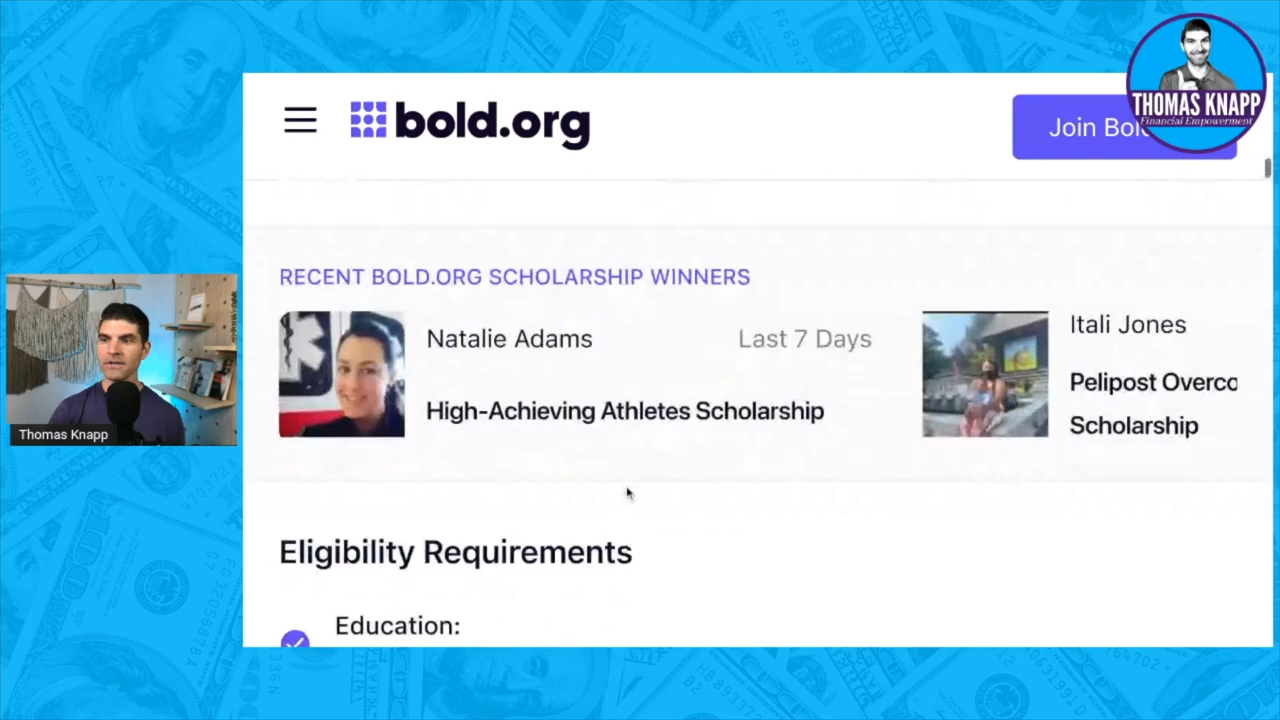 bold.org
Join Bol
THOMAS KNAPP
Financial Empowerment
RECENT BOLD.ORG SCHOLARSHIP WINNERS
Natalie Adams
Last 7 Days
High-Achieving Athletes Scholarship
Itali Jones
Pelipost Overco
Scholarship
Thomas Knapp
Eligibility Requirements
Education: